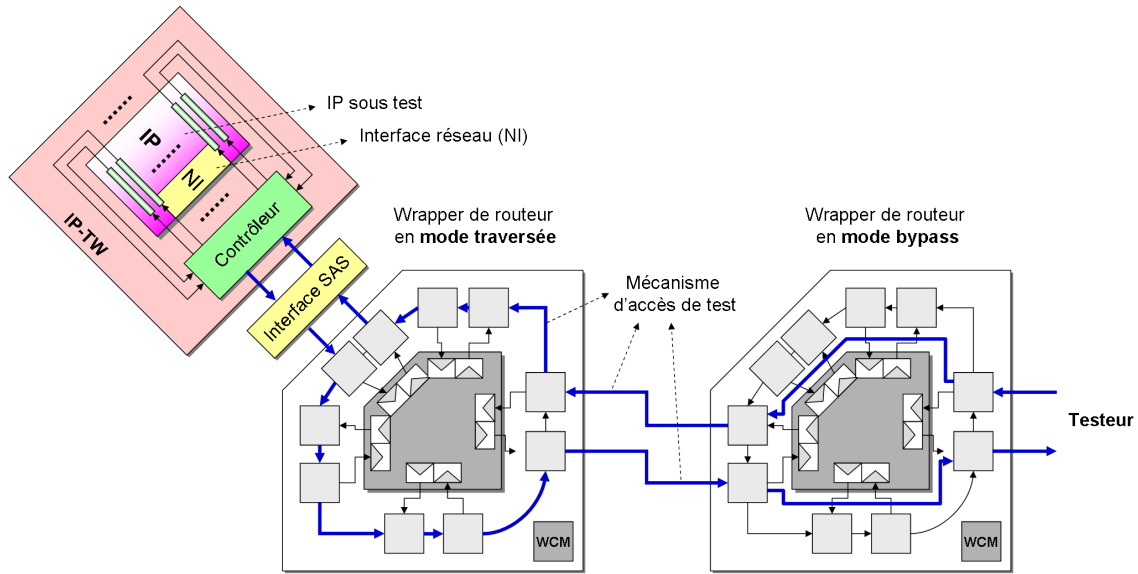 IP sous test
IP
Interface réseau (NI)
NI
IP-TW
Contrôleur
Interface SAS
Wrapper de routeur
en mode traversée
Wrapper de routeur
en mode bypass
Mécanisme
d'accès de test
Testeur
WCM
WCM